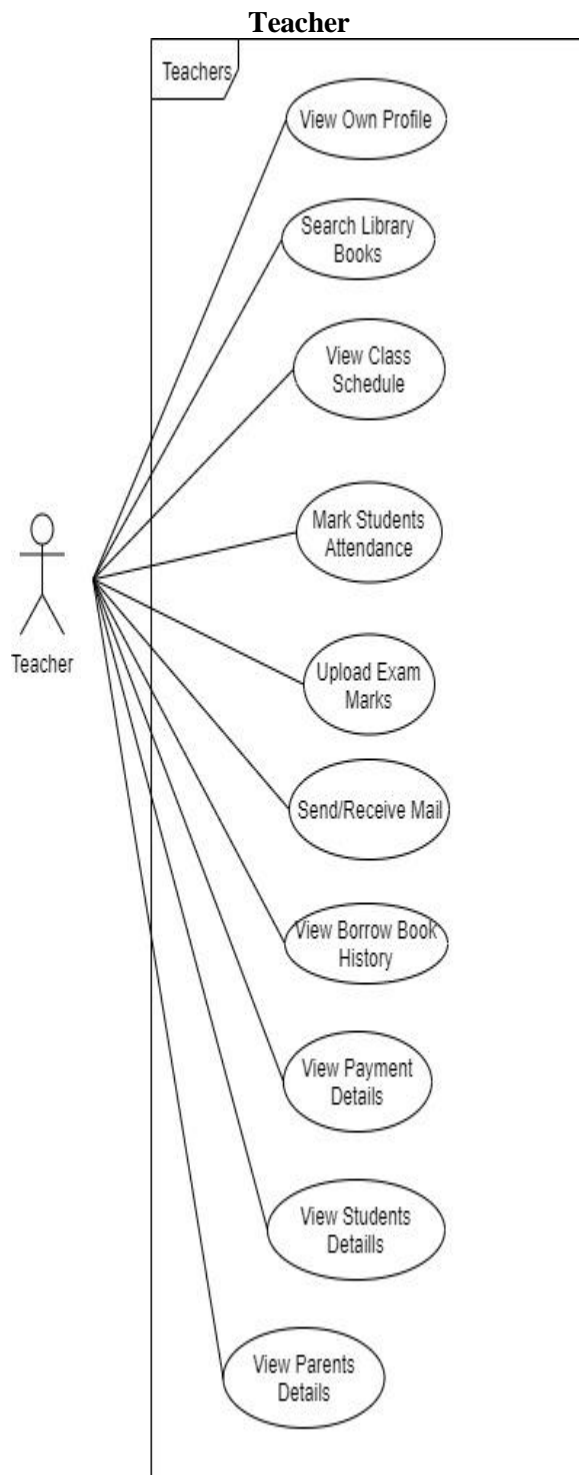 Teacher
Teachers
View Own Profile
Search Library
Books
View Class
Schedule
Mark Students
Attendance
Teacher
Upload Exam
Marks
Send/Receive Mail
View Borrow Book
History
View Payment
Details
View Students
Detaills
View Parents
Details